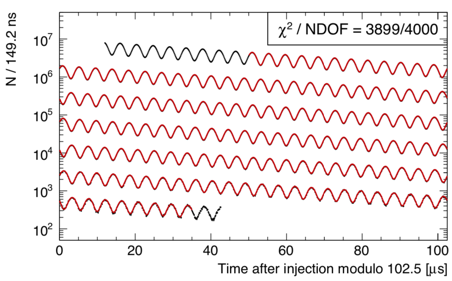 χ² / NDOF = 3899/4000
N / 149.2 ns
10⁷
10⁶
10⁵
10⁴
10³
10²
0 20 40 60 80 100
Time after injection modulo 102.5 [μs]